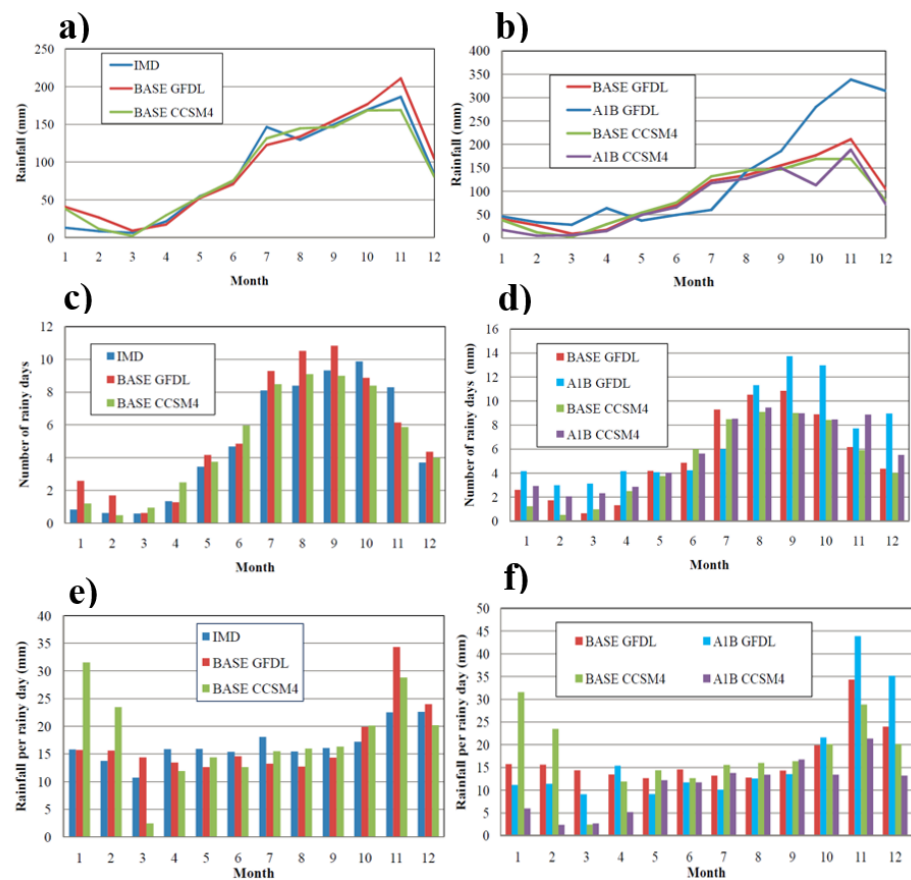 a)
Rainfall (mm)
250
200
150
100
50
0
IMD
BASE GFDL
BASE CCSM4
1 2 3 4 5 6 7 8 9 10 11 12
Month
b)
Rainfall (mm)
400
350
300
250
200
150
100
50
0
BASE GFDL
A1B GFDL
BASE CCSM4
A1B CCSM4
1 2 3 4 5 6 7 8 9 10 11 12
Month
c)
Number of rainy days
12
10
8
6
4
2
0
IMD
BASE GFDL
BASE CCSM4
1 2 3 4 5 6 7 8 9 10 11 12
Month
d)
Number of rainy days (mm)
16
14
12
10
8
6
4
2
0
BASE GFDL
A1B GFDL
BASE CCSM4
A1B CCSM4
1 2 3 4 5 6 7 8 9 10 11 12
Month
e)
Rainfall per rainy day (mm)
40
35
30
25
20
15
10
5
0
IMD
BASE GFDL
BASE CCSM4
1 2 3 4 5 6 7 8 9 10 11 12
Month
f)
Rainfall per rainy day (mm)
50
45
40
35
30
25
20
15
10
5
0
BASE GFDL A1B GFDL
BASE CCSM4 A1B CCSM4
1 2 3 4 5 6 7 8 9 10 11 12
Month